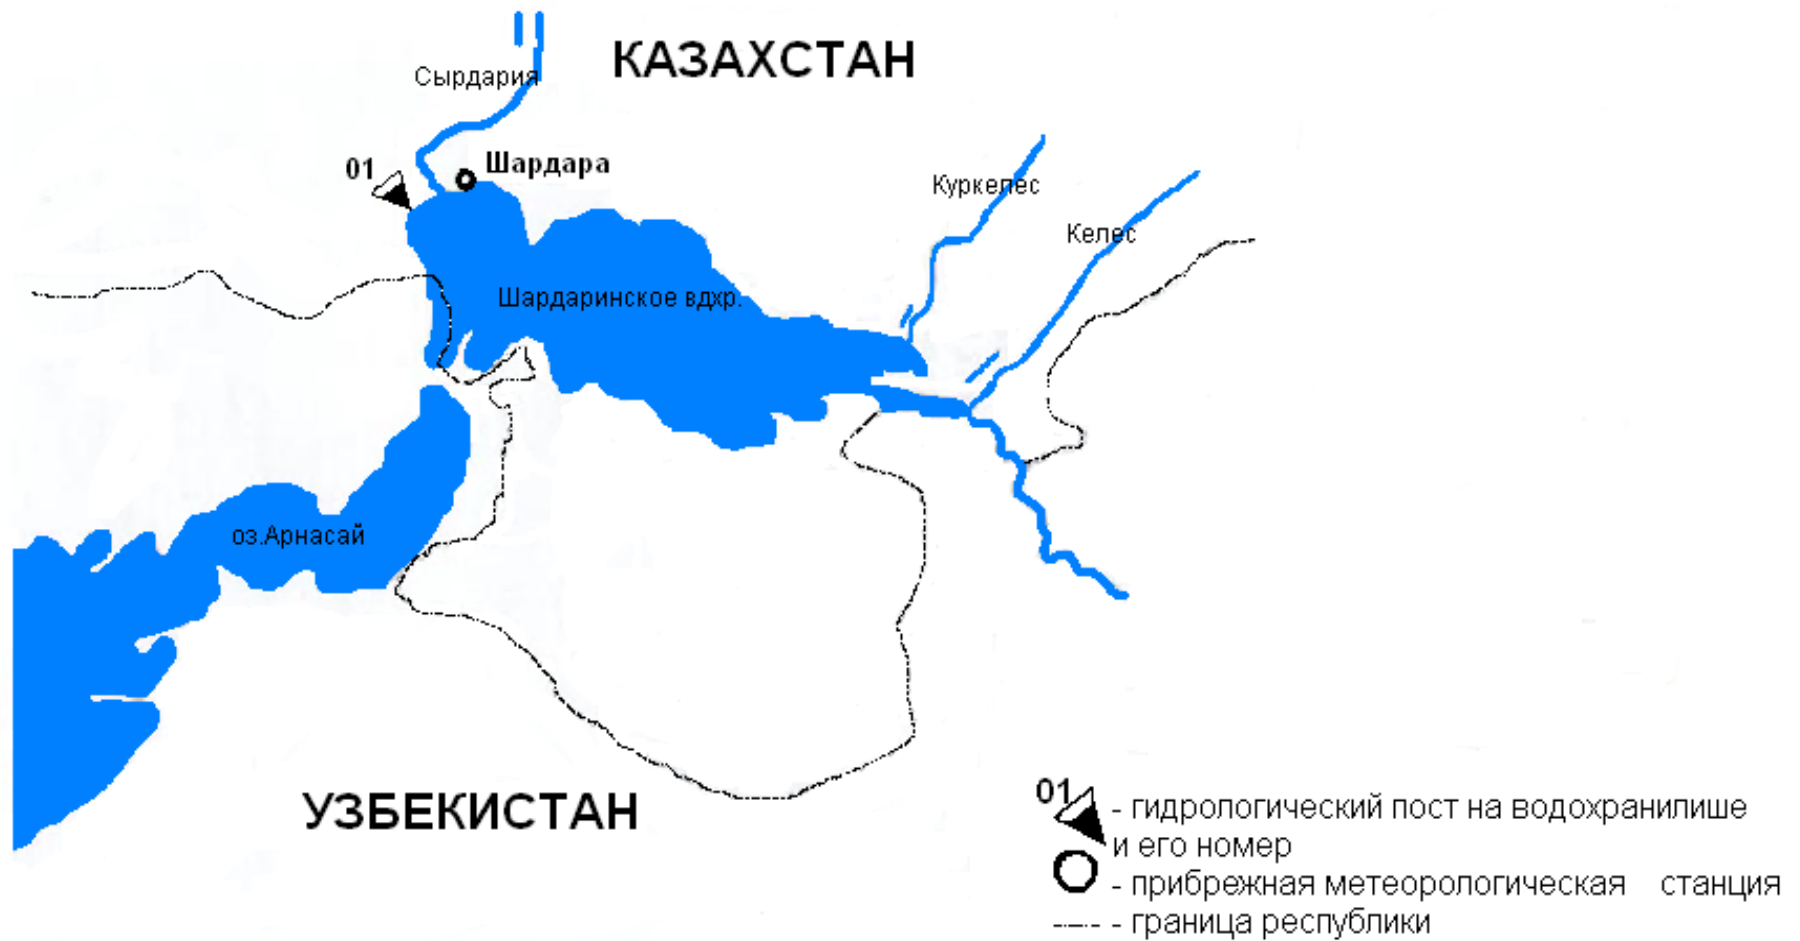 КАЗАХСТАН
Сырдария
01
Шардара
Куркелес
Келес
Шардаринское вдхр.
оз.Арнасай
УЗБЕКИСТАН
01 - гидрологический пост на водохранилише
и его номер
- прибрежная метеорологическая станция
- граница республики